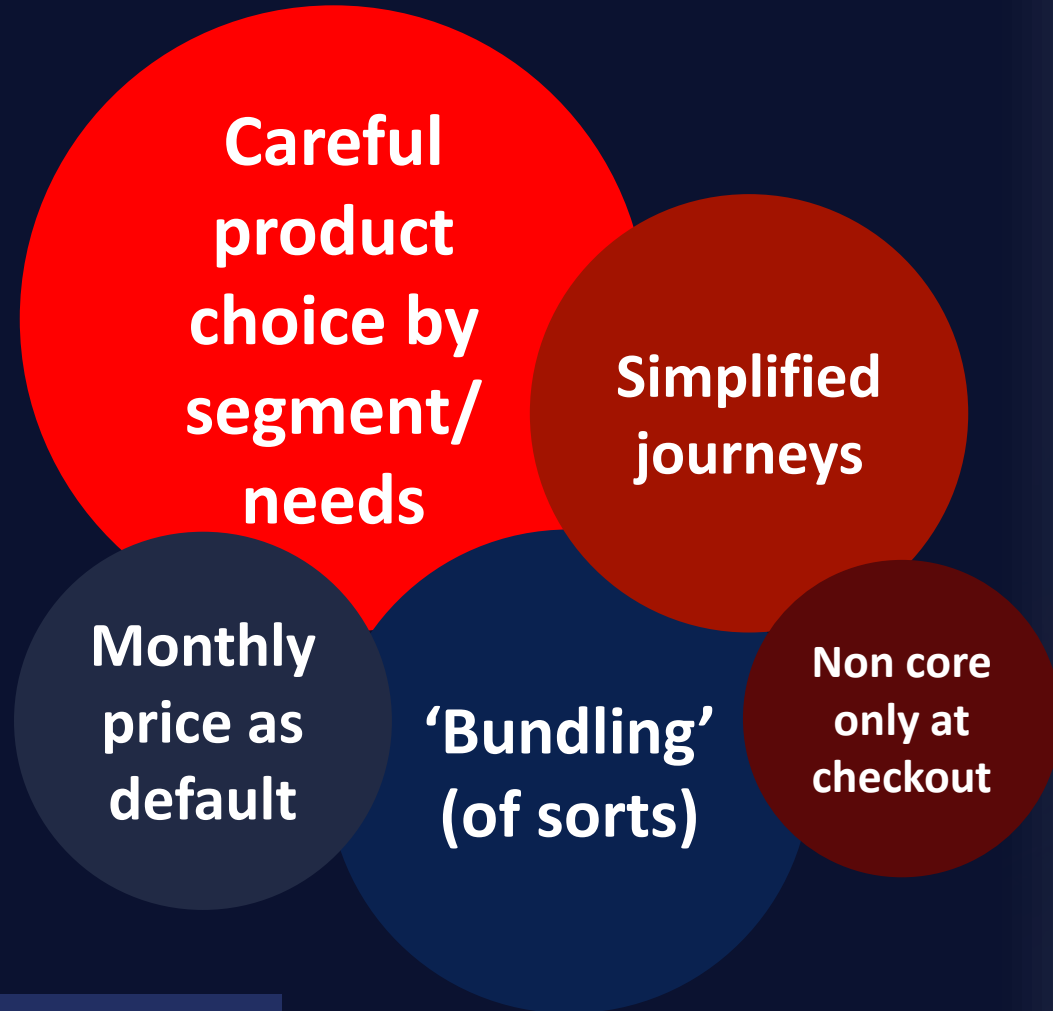 Careful
product
choice by
segment/
needs
Simplified
journeys
Monthly
price as
default
‘Bundling’
(of sorts)
Non core
only at
checkout